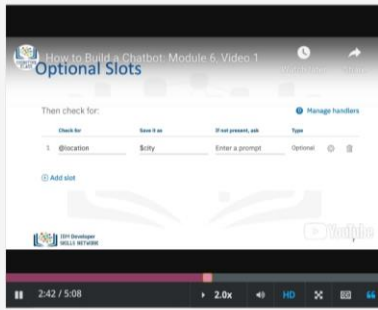 How to Build a Chatbot: Module 6, Video 1
Optional Slots
Then check for:
Manage handlers
Check for
Save it as
If not present, ask
Type
1 @location $city Enter a prompt Optional
Add slot
IBM Developer
SKILLS NETWORK
YouTube
2:42 / 5:08
2.0x
HD